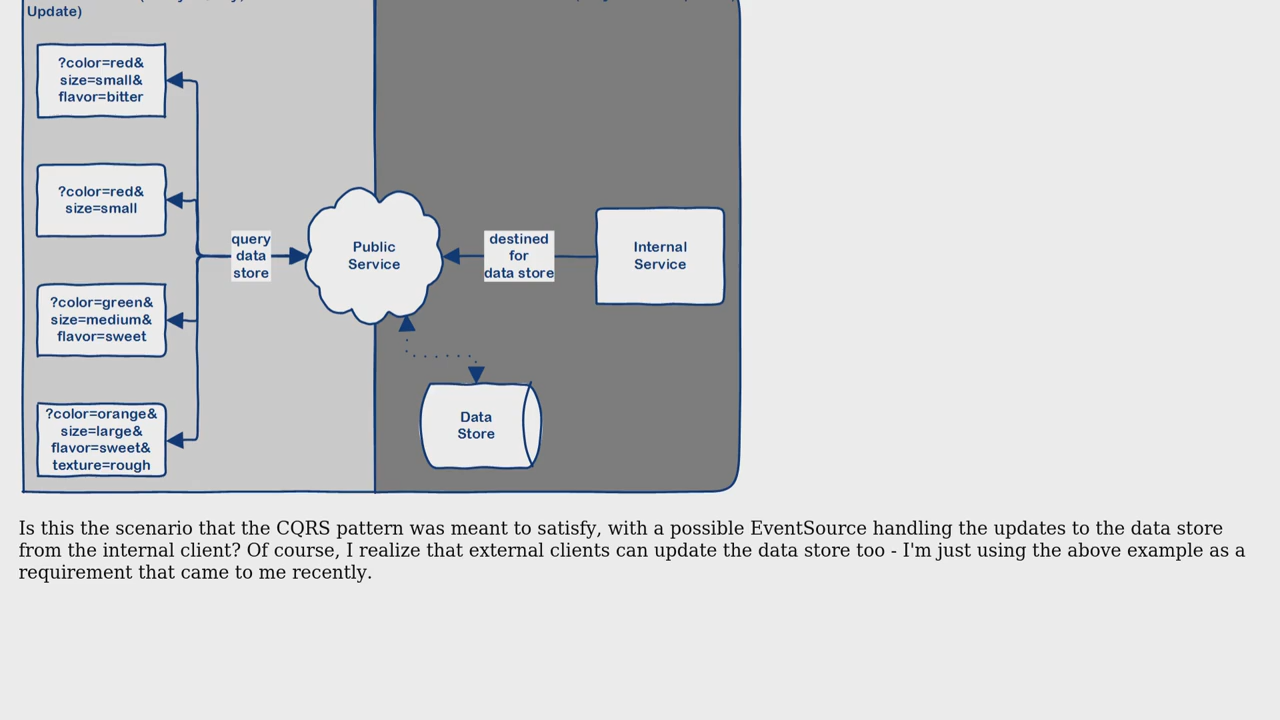 Update)
?color=red&
size=small&
flavor=bitter
?color=red&
size=small
query
data
store
Public
Service
destined
for
data store
Internal
Service
?color=green&
size=medium&
flavor=sweet
?color=orange&
size=large&
flavor=sweet&
texture=rough
Data
Store
Is this the scenario that the CQRS pattern was meant to satisfy, with a possible EventSource handling the updates to the data store
from the internal client? Of course, I realize that external clients can update the data store too - I'm just using the above example as a
requirement that came to me recently.